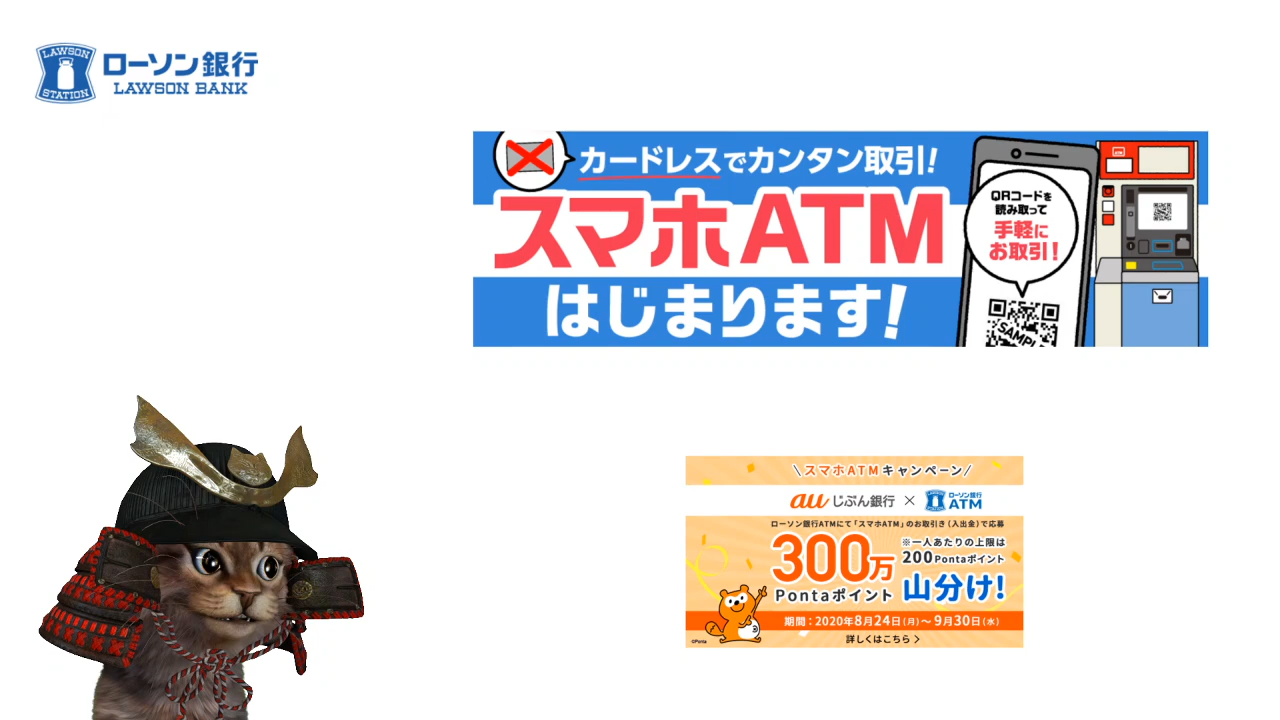 LAWSON
STATION
ローソン銀行
LAWSON BANK
カードレスでカンタン取引!
スマホATM
はじまります!
QRコードを
読み取って
手軽に
お取引!
SAMPL
\スマホATMキャンペーン/
auじぶん銀行 × ローソン銀行 ATM
ローソン銀行ATMにて「スマホATM」のお取引き(入出金)で応募
300万
Pontaポイント
※一人あたりの上限は
200Pontaポイント
山分け!
期間:2020年8月24日(月)~9月30日(水)
詳しくはこちら >
©Ponta